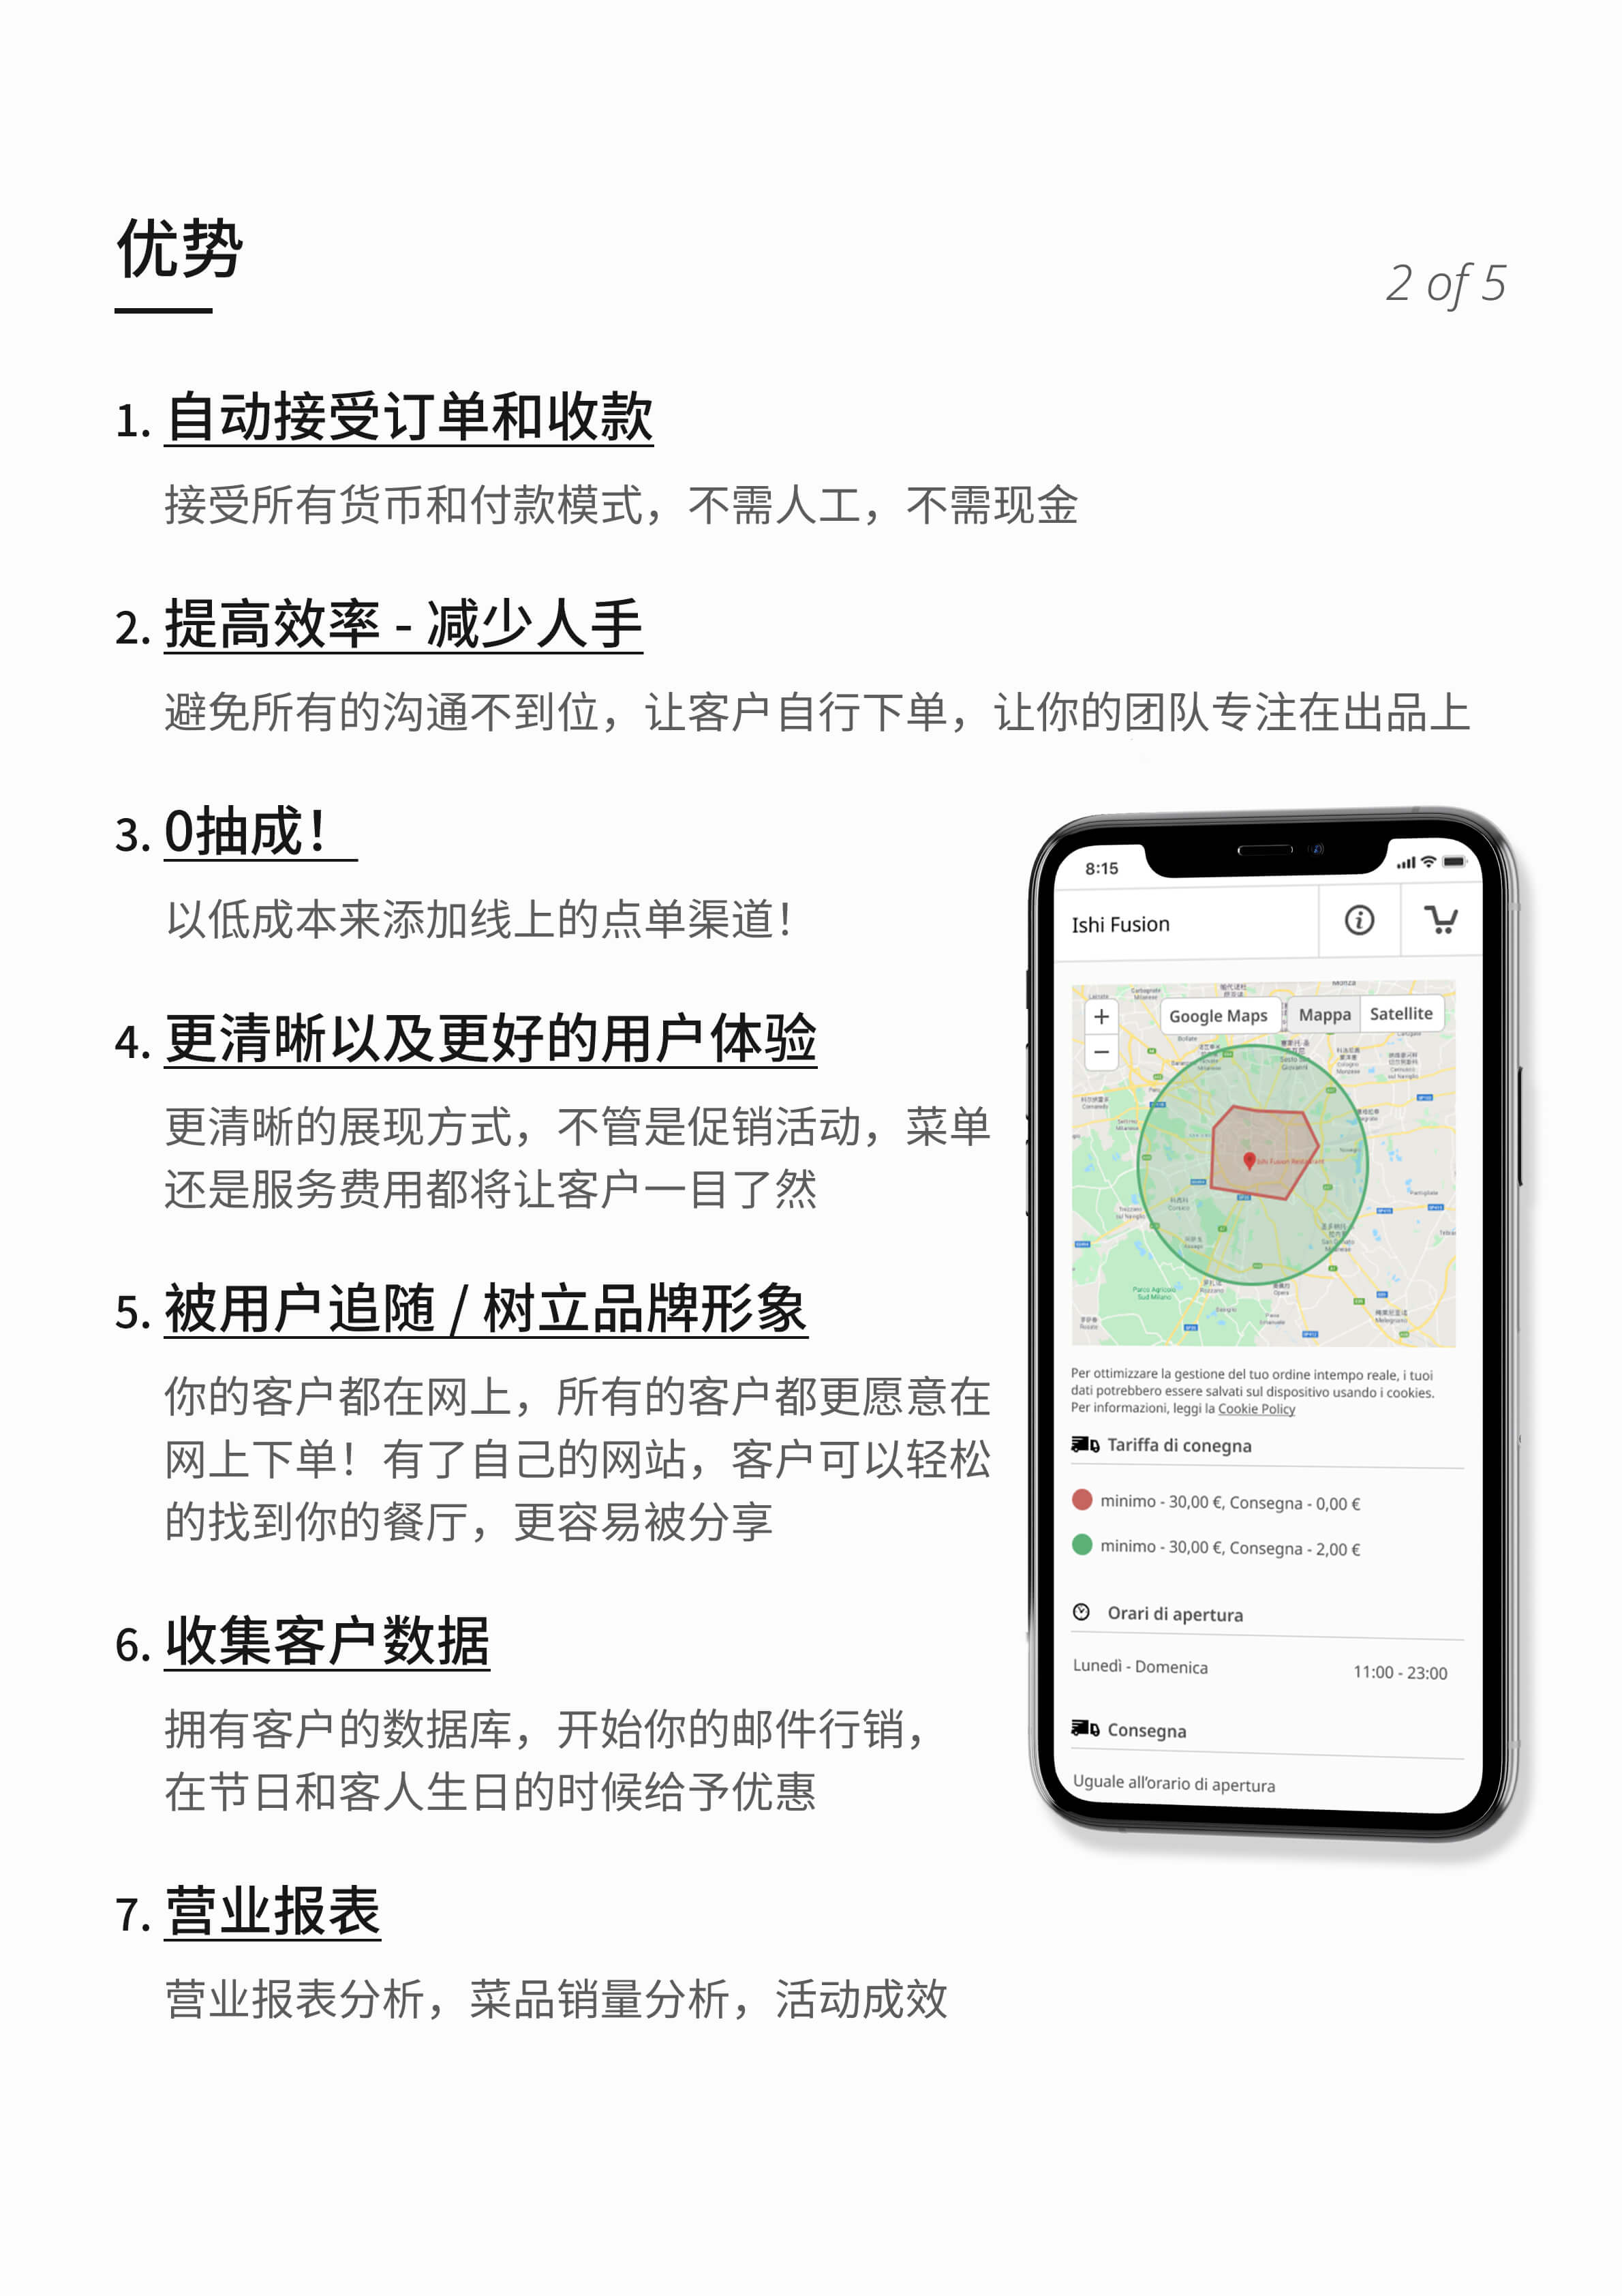 优势
2 of 5
1. 自动接受订单和收款
接受所有货币和付款模式，不需人工，不需现金
2. 提高效率 - 减少人手
避免所有的沟通不到位，让客户自行下单，让你的团队专注在出品上
3. 0抽成！
以低成本来添加线上的点单渠道！
4. 更清晰以及更好的用户体验
更清晰的展现方式，不管是促销活动，菜单
还是服务费用都将让客户一目了然
5. 被用户追随 / 树立品牌形象
你的客户都在网上，所有的客户都更愿意在
网上下单！有了自己的网站，客户可以轻松
的找到你的餐厅，更容易被分享
6. 收集客户数据
拥有客户的数据库，开始你的邮件行销，
在节日和客人生日的时候给予优惠
7. 营业报表
营业报表分析，菜品销量分析，活动成效
8:15
Ishi Fusion
Google Maps
Mappa
Satellite
Ishi Fusion Restaurant
Parco Agricolo
Sud Milano
Opera
Per ottimizzare la gestione del tuo ordine intempo reale, i tuoi
dati potrebbero essere salvati sul dispositivo usando i cookies.
Per informazioni, leggi la Cookie Policy
Tariffa di conegna
minimo - 30,00 €, Consegna - 0,00 €
minimo - 30,00 €, Consegna - 2,00 €
Orari di apertura
Lunedì - Domenica 11:00 - 23:00
Consegna
Uguale all'orario di apertura